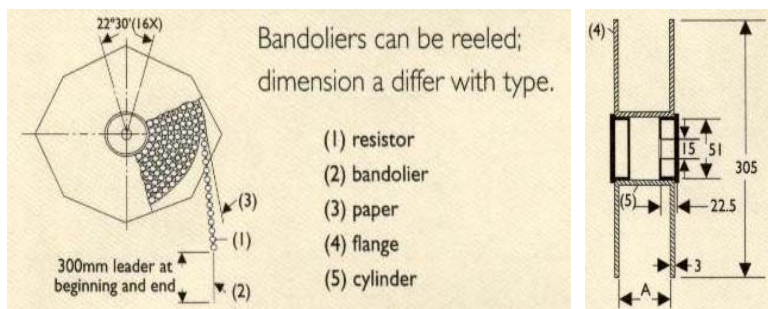 22°30'(16X)
Bandoliers can be reeled;
dimension a differ with type.
(1) resistor
(2) bandolier
(3) paper
(4) flange
(5) cylinder
(3)
(1)
(2)
300mm leader at
beginning and end
(4)
15
51
305
(5)
22.5
3
A